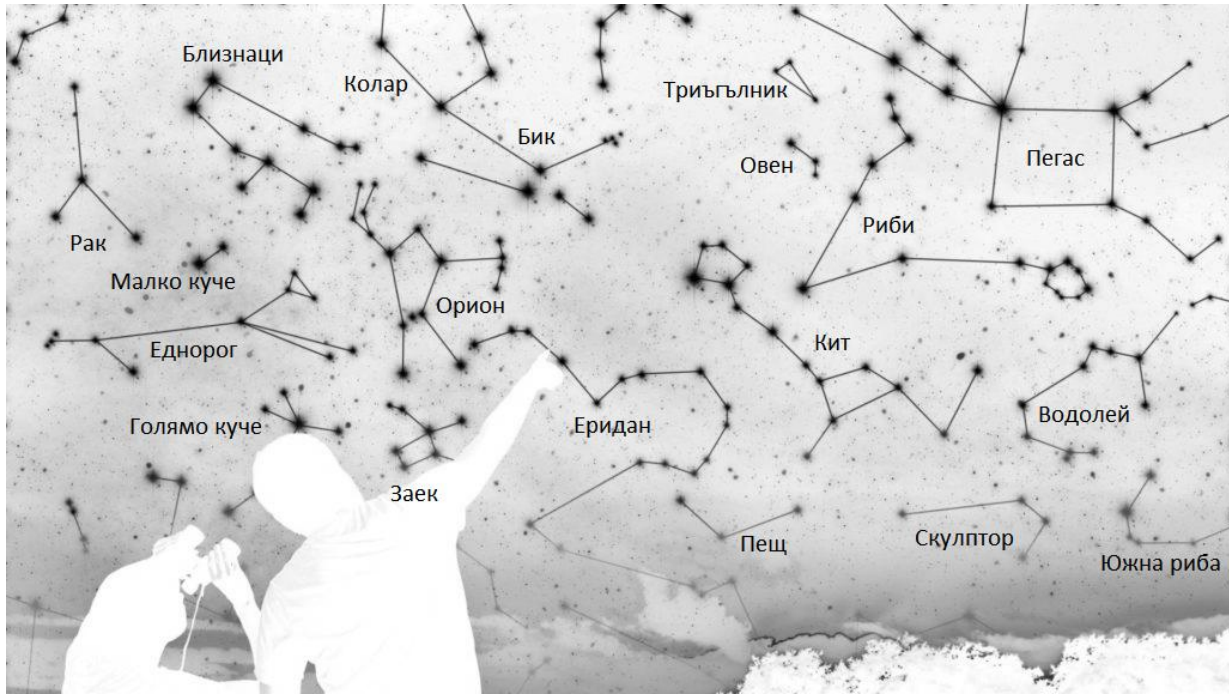 Близнаци
Колар
Триъгълник
Бик
Овен
Пегас
Рак
Риби
Малко куче
Орион
Еднорог
Кит
Голямо куче
Еридан
Водолей
Заек
Пещ
Скулптор
Южна риба